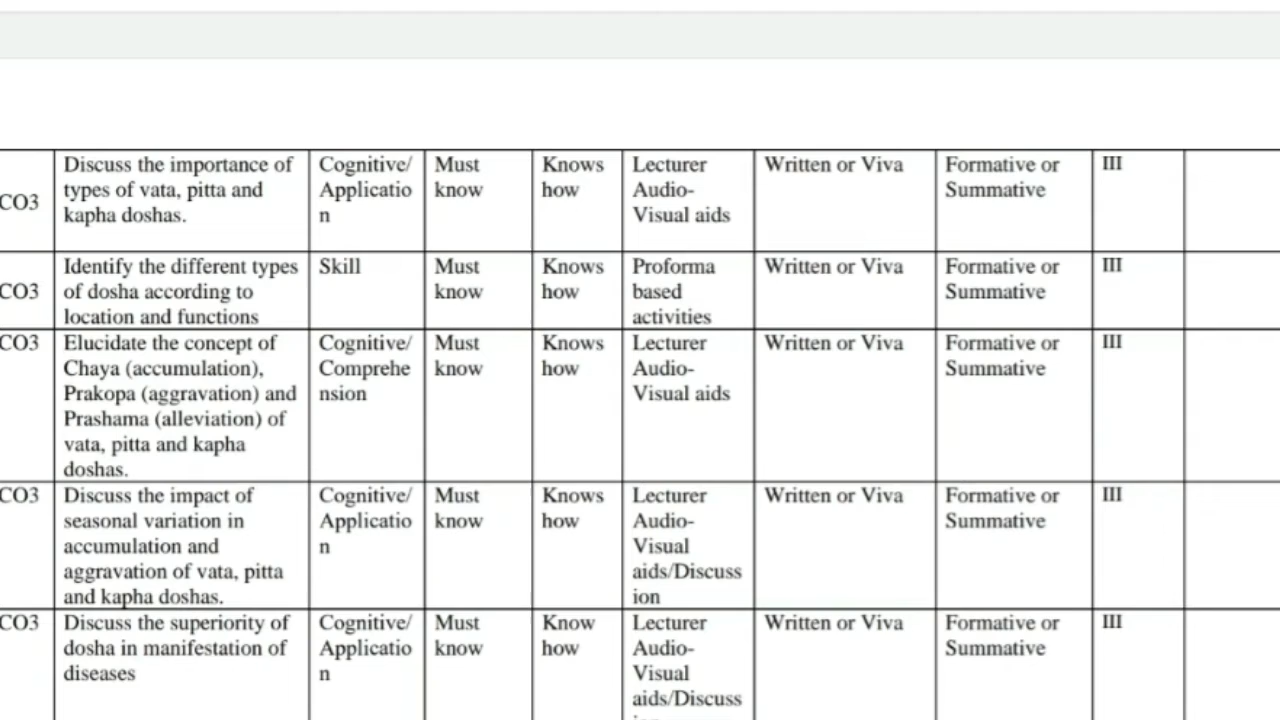 CO3 Discuss the importance of Cognitive/ Must Knows Lecturer Written or Viva Formative or III
types of vata, pitta and Applicatio know how Audio- Summative
kapha doshas. n Visual aids
CO3 Identify the different types Skill Must Knows Proforma Written or Viva Formative or III
of dosha according to know how based Summative
location and functions activities
CO3 Elucidate the concept of Cognitive/ Must Knows Lecturer Written or Viva Formative or III
Chaya (accumulation), Comprehe know how Audio- Summative
Prakopa (aggravation) and nsion Visual aids
Prashama (alleviation) of
vata, pitta and kapha
doshas.
CO3 Discuss the impact of Cognitive/ Must Knows Lecturer Written or Viva Formative or III
seasonal variation in Applicatio know how Audio- Summative
accumulation and n Visual
aggravation of vata, pitta aids/Discuss
and kapha doshas. ion
CO3 Discuss the superiority of Cognitive/ Must Know Lecturer Written or Viva Formative or III
dosha in manifestation of Applicatio know how Audio- Summative
diseases n Visual
aids/Discuss